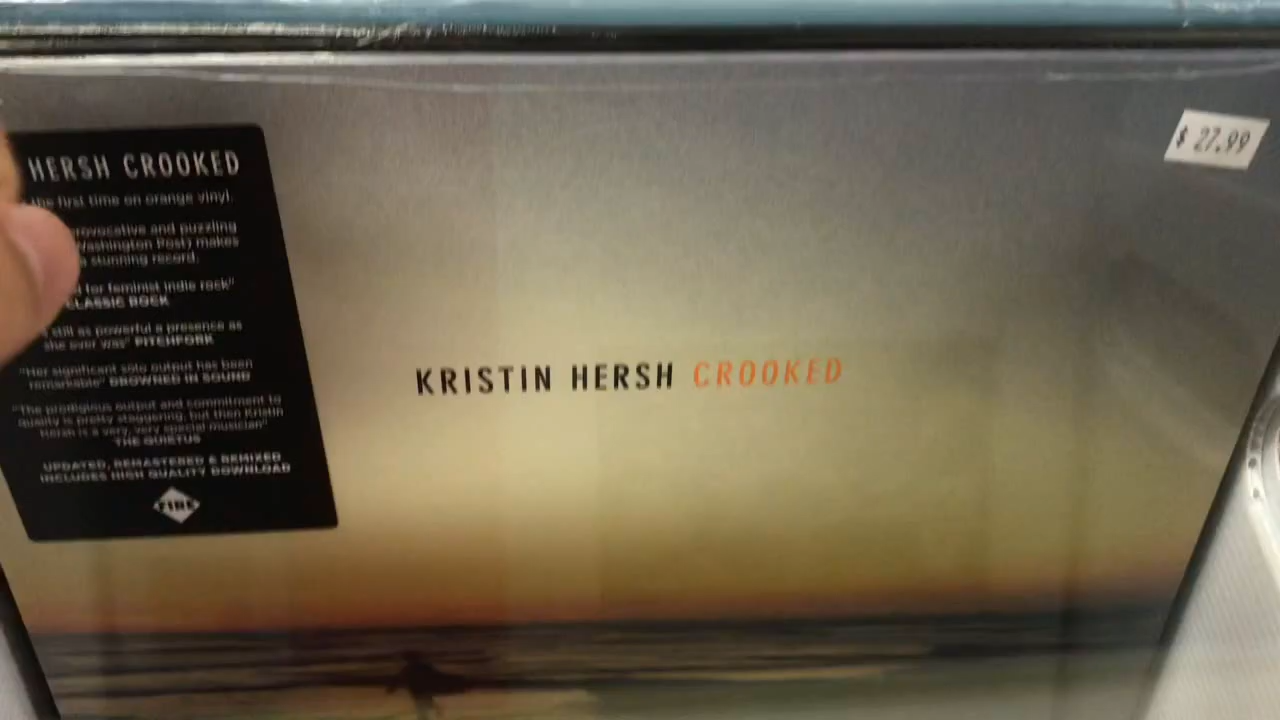 $ 27.99
HERSH CROOKED
the first time on orange vinyl.
provocative and puzzling
Washington Post) makes
stunning record.
for feminist indie rock"
CLASSIC ROCK
still as powerful a presence as
she ever was" PITCHFORK
"Her significant solo output has been
remarkable" DROWNED IN SOUND
"The prodigious output and commitment to
quality is pretty staggering, but then Kristin
Hersh is a very, very special musician"
THE QUIETUS
UPDATED, REMASTERED & REMIXED
INCLUDES HIGH QUALITY DOWNLOAD
FIRE
KRISTIN HERSH CROOKED